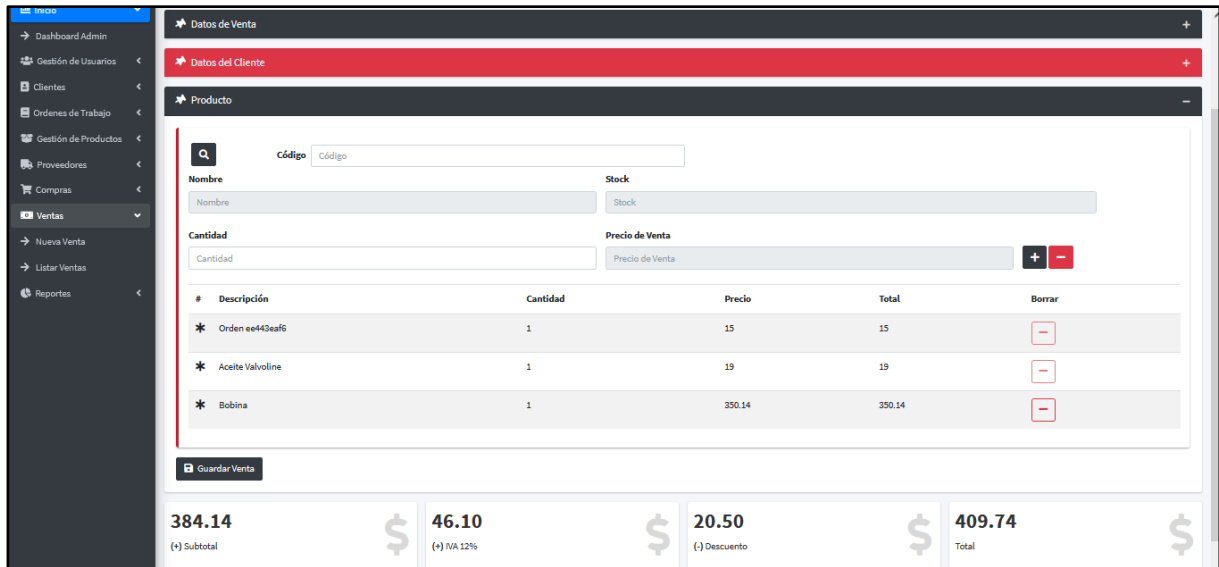 Inicio
Dashboard Admin
Gestión de Usuarios
Clientes
Ordenes de Trabajo
Gestión de Productos
Proveedores
Compras
Ventas
Nueva Venta
Listar Ventas
Reportes
Datos de Venta
Datos del Cliente
Producto
Código Código
Nombre Stock
Nombre Stock
Cantidad Precio de Venta
Cantidad Precio de Venta
# Descripción Cantidad Precio Total Borrar
Orden ee443eaf6 1 15 15
Aceite Valvoline 1 19 19
Bobina 1 350.14 350.14
Guardar Venta
384.14 46.10 20.50 409.74
(+) Subtotal (+) IVA 12% (-) Descuento Total